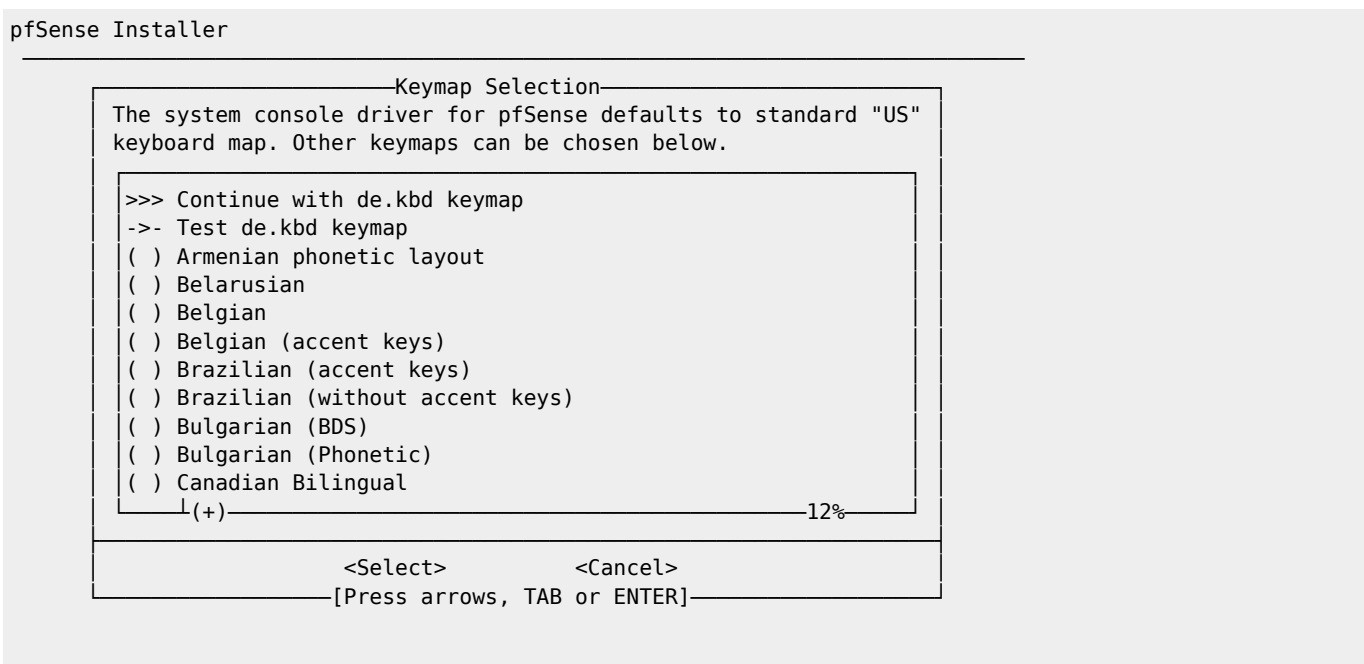 pfSense Installer
Keymap Selection
The system console driver for pfSense defaults to standard "US"
keyboard map. Other keymaps can be chosen below.
>>> Continue with de.kbd keymap
->- Test de.kbd keymap
( ) Armenian phonetic layout
( ) Belarusian
( ) Belgian
( ) Belgian (accent keys)
( ) Brazilian (accent keys)
( ) Brazilian (without accent keys)
( ) Bulgarian (BDS)
( ) Bulgarian (Phonetic)
( ) Canadian Bilingual
(+) 12%
<Select> <Cancel>
[Press arrows, TAB or ENTER]